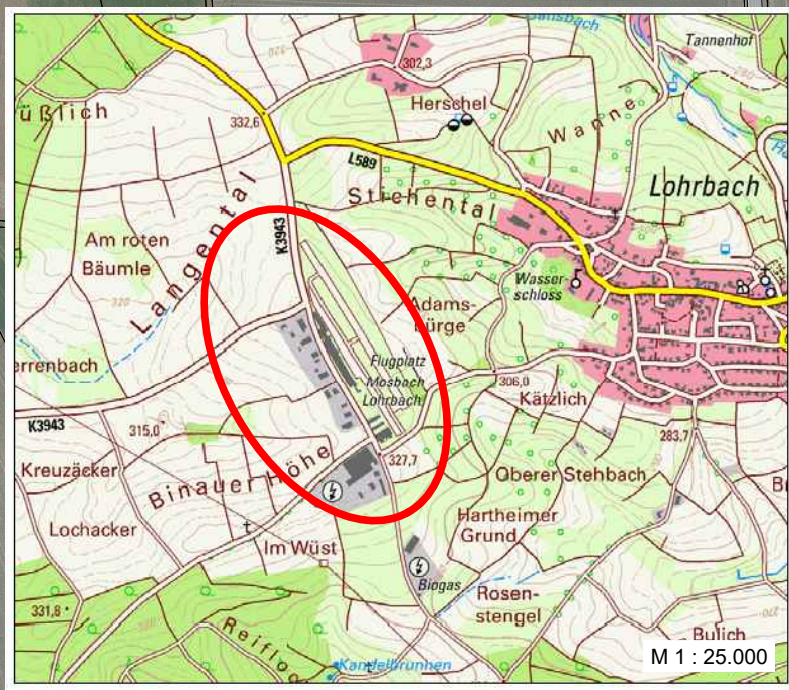 Tannenhof
302,3
Herschel
Wanne
üßlich
332,6
L589
Lohrbach
Stichental
K3943
Am roten
Bäumle
Langental
320
Wasser-
schloss
Adams-
bürge
Flugplatz
Mosbach
Lohrbach
306,0
Kätzlich
errenbach
K3943
315,0
283,7
327,7
Kreuzäcker
Binauer Höhe
Oberer Stehbach
Lochacker
Hartheimer
Grund
Im Wüst
Biogas
Rosen-
stengel
331,8
Reifloc
Bulich
Kandelbrunnen
M 1 : 25.000